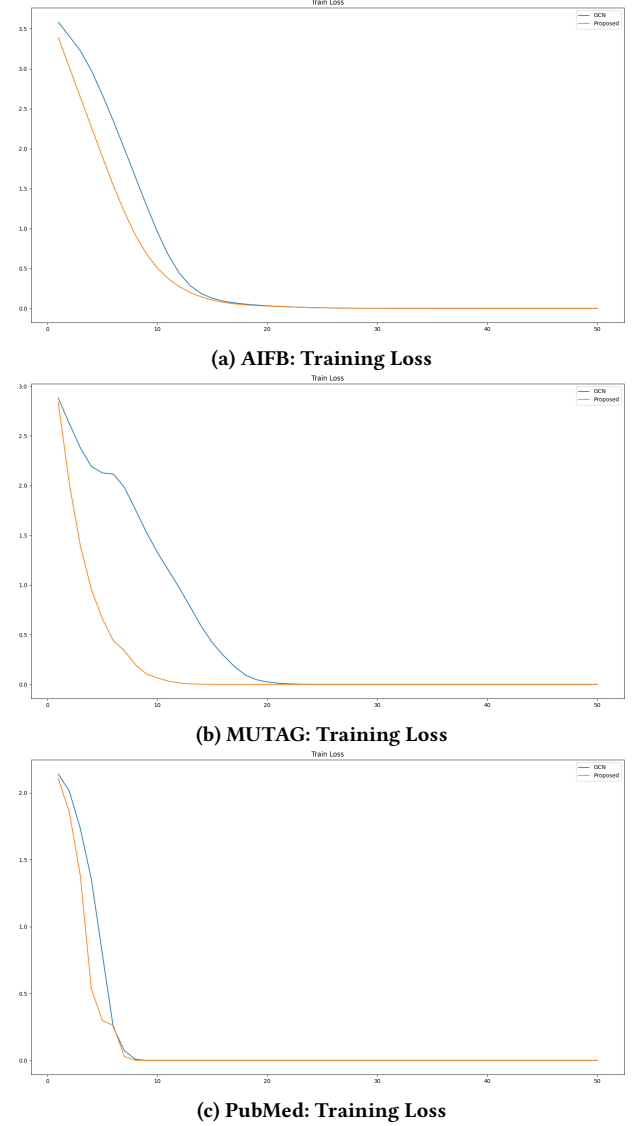 Train Loss
GCN
Proposed
3.5
3.0
2.5
2.0
1.5
1.0
0.5
0.0
0 10 20 30 40 50
(a) AIFB: Training Loss
Train Loss
GCN
Proposed
3.0
2.5
2.0
1.5
1.0
0.5
0.0
0 10 20 30 40 50
(b) MUTAG: Training Loss
Train Loss
GCN
Proposed
2.0
1.5
1.0
0.5
0.0
0 10 20 30 40 50
(c) PubMed: Training Loss